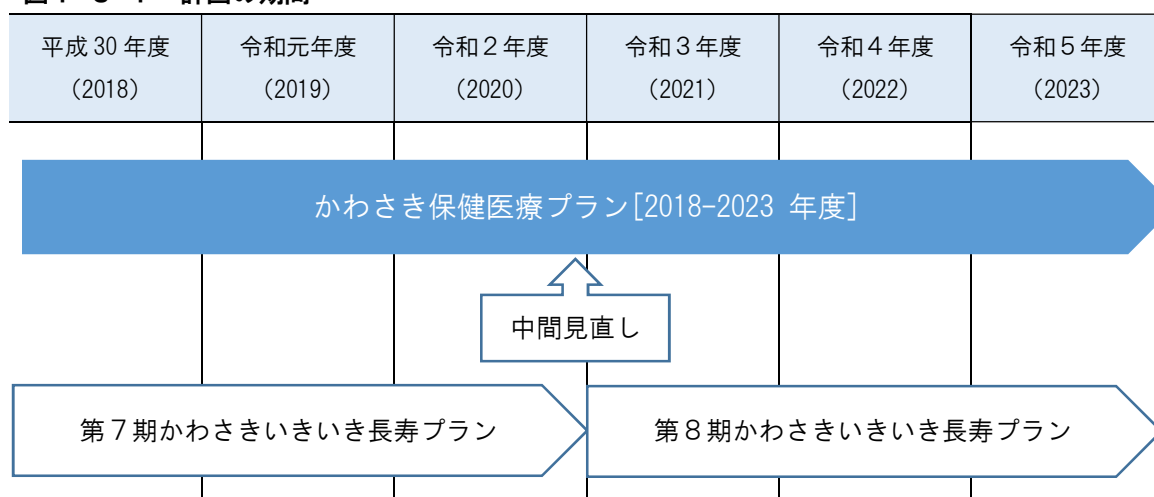 平成 30 年度
(2018)
令和元年度
(2019)
令和２年度
(2020)
令和３年度
(2021)
令和４年度
(2022)
令和５年度
(2023)
かわさき保健医療プラン[2018-2023 年度]
中間見直し
第７期かわさきいきいき長寿プラン
第８期かわさきいきいき長寿プラン